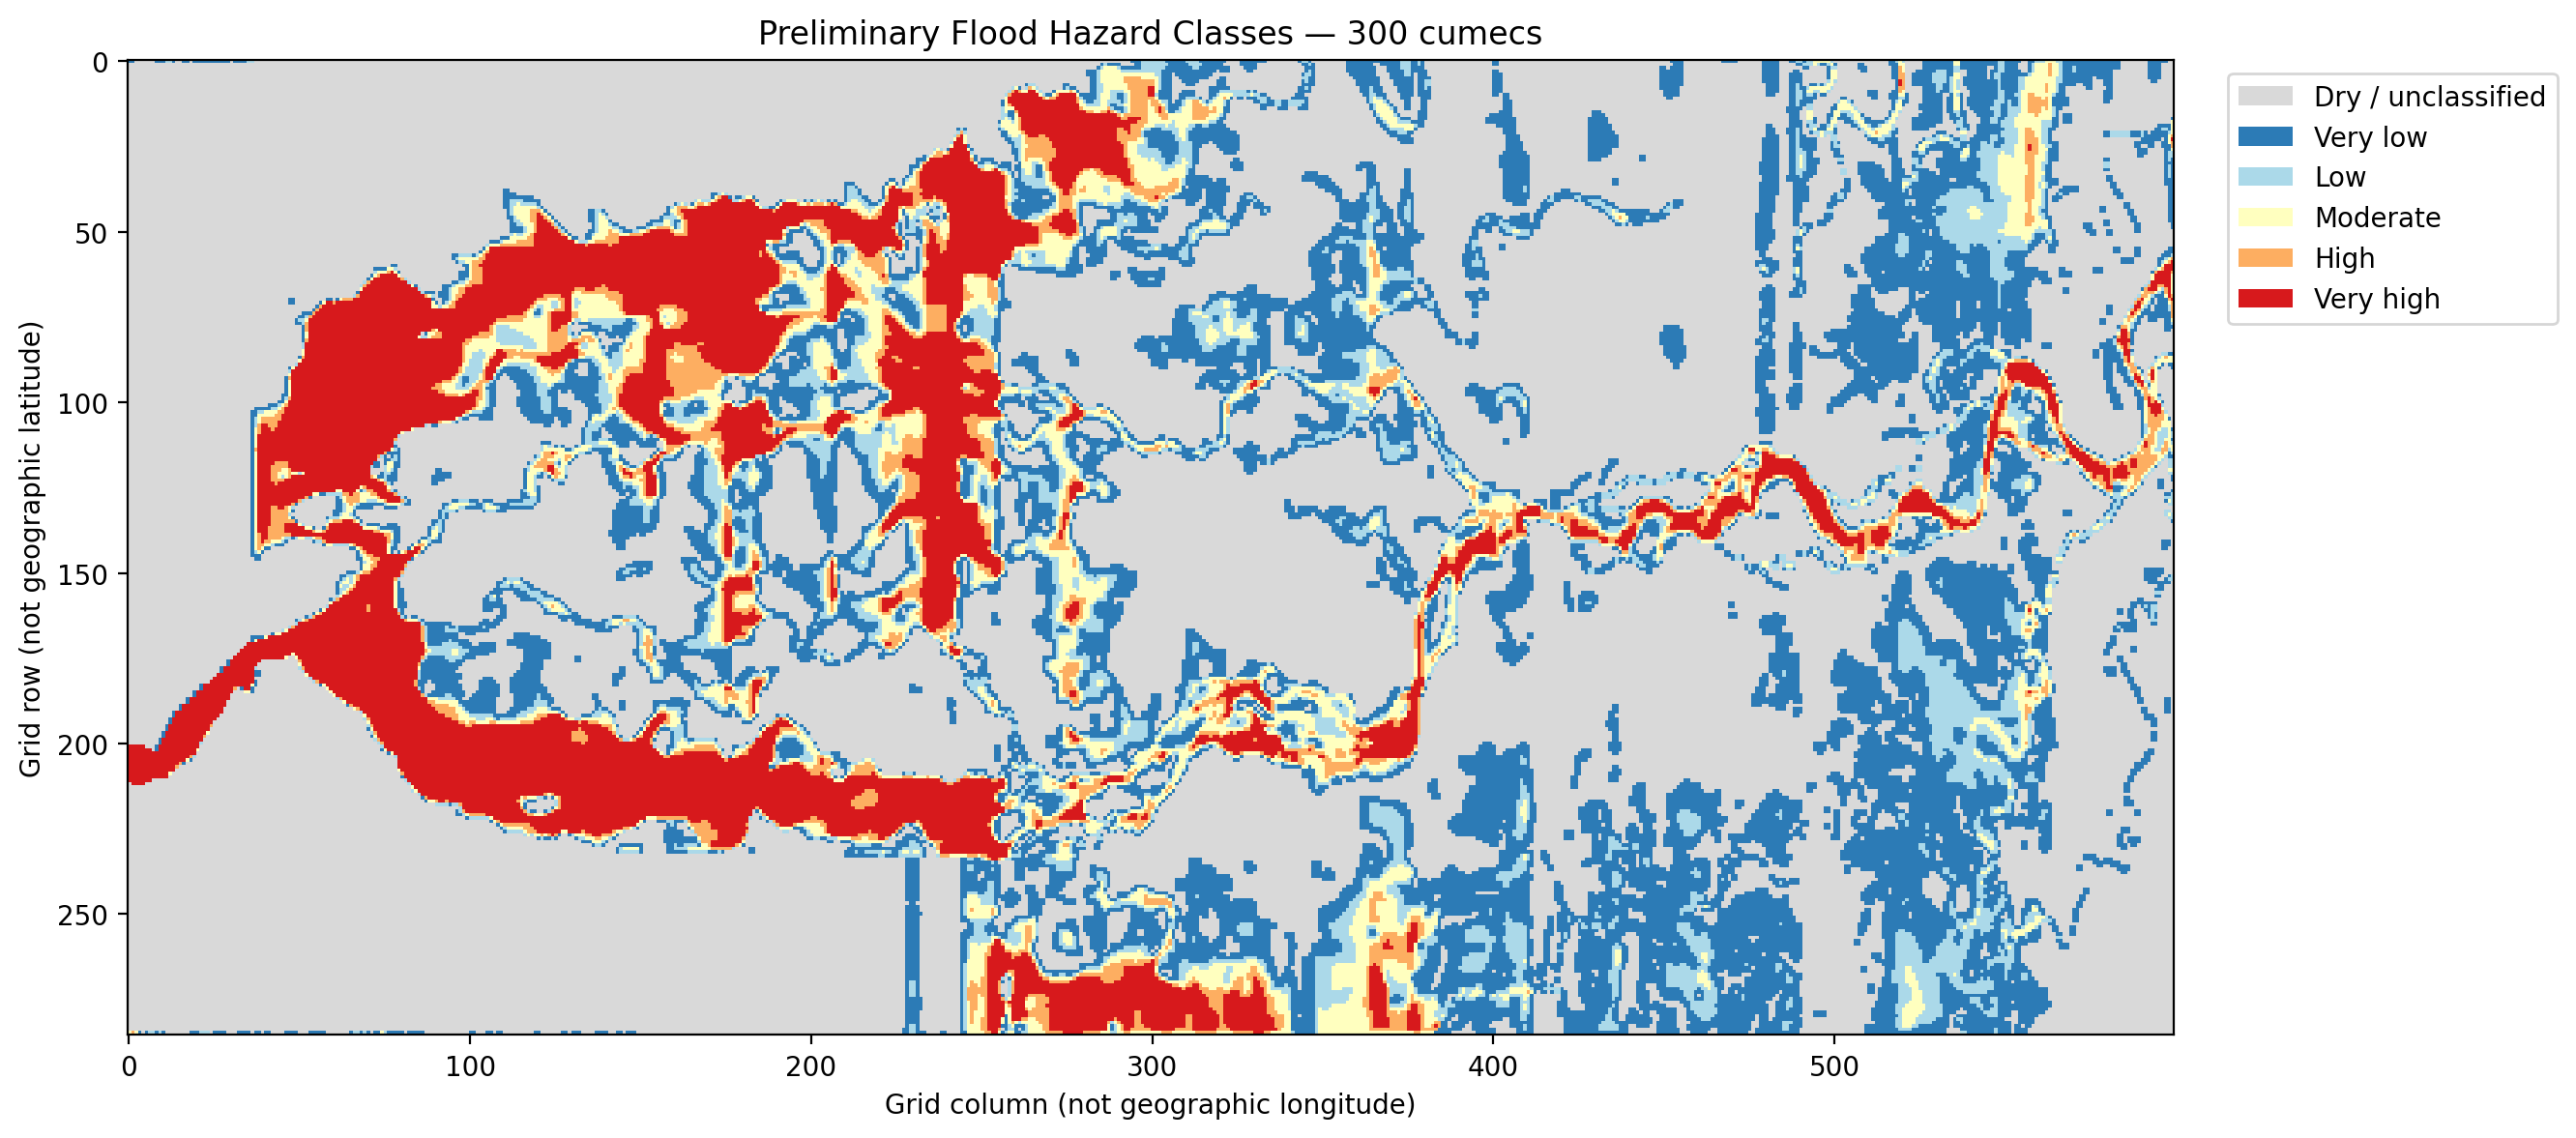 Preliminary Flood Hazard Classes — 300 cumecs
Grid row (not geographic latitude)
0
50
100
150
200
250
0
100
200
300
400
500
Grid column (not geographic longitude)
Dry / unclassified
Very low
Low
Moderate
High
Very high